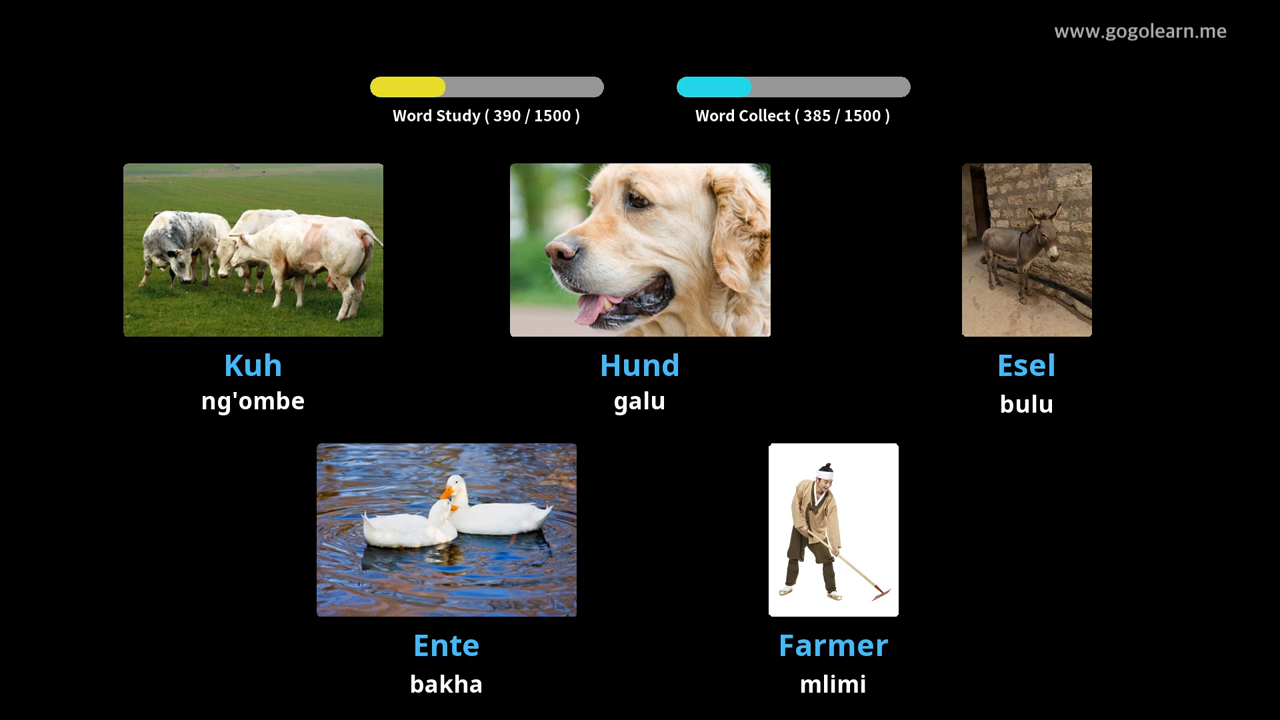 www.gogolearn.me
Word Study ( 390 / 1500 )
Word Collect ( 385 / 1500 )
Kuh
ng'ombe
Hund
galu
Esel
bulu
Ente
bakha
Farmer
mlimi